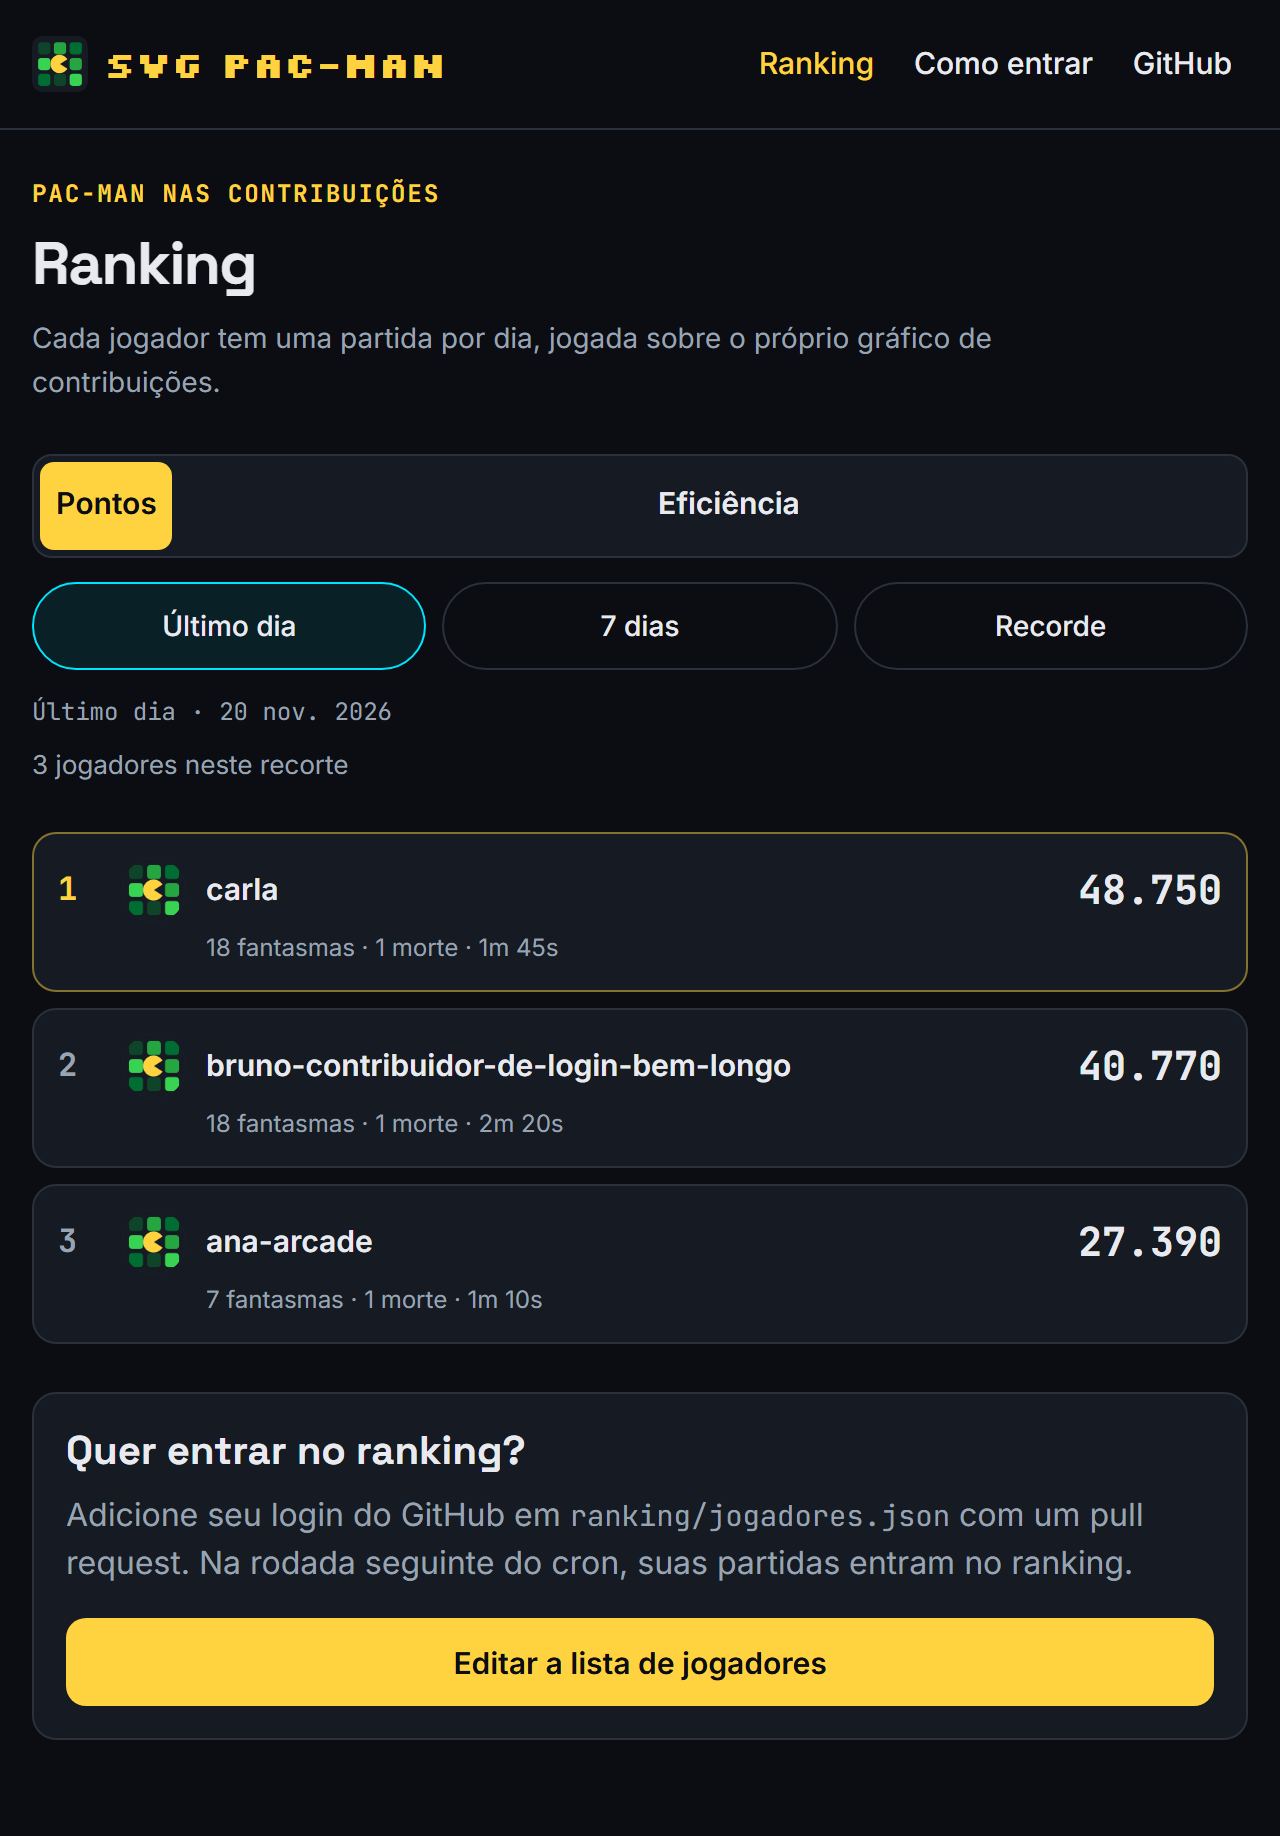 SVG PAC-MAN
Ranking
Como entrar
GitHub
PAC-MAN NAS CONTRIBUIÇÕES
Ranking
Cada jogador tem uma partida por dia, jogada sobre o próprio gráfico de
contribuições.
Pontos
Eficiência
Último dia
7 dias
Recorde
Último dia · 20 nov. 2026
3 jogadores neste recorte
1 carla 48.750
18 fantasmas · 1 morte · 1m 45s
2 bruno-contribuidor-de-login-bem-longo 40.770
18 fantasmas · 1 morte · 2m 20s
3 ana-arcade 27.390
7 fantasmas · 1 morte · 1m 10s
Quer entrar no ranking?
Adicione seu login do GitHub em ranking/jogadores.json com um pull
request. Na rodada seguinte do cron, suas partidas entram no ranking.
Editar a lista de jogadores